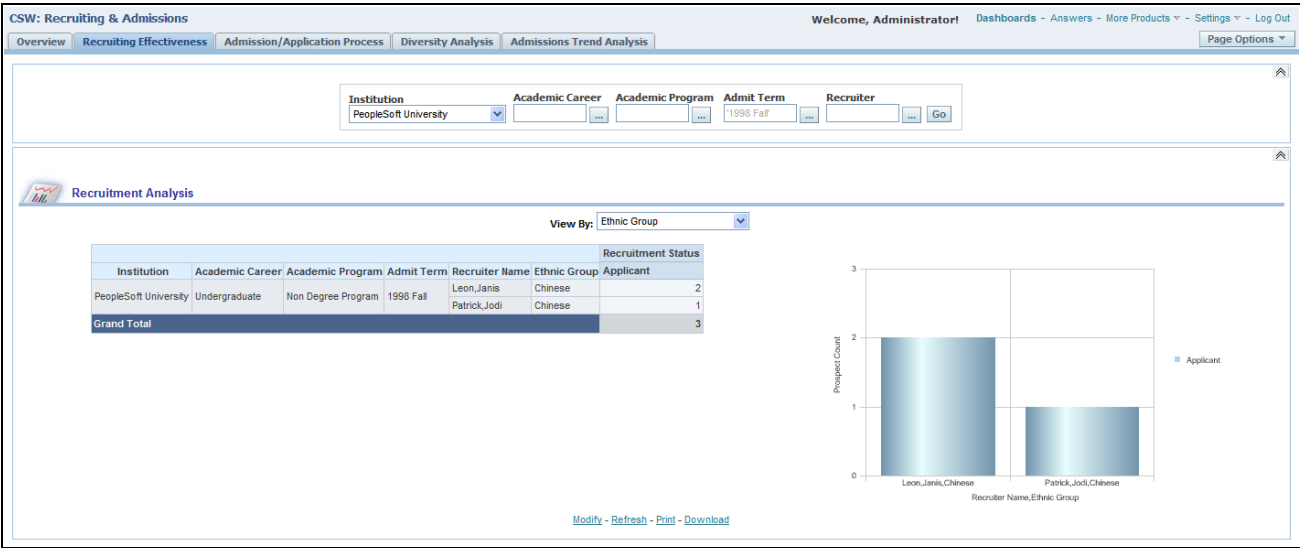 CSW: Recruiting & Admissions
Welcome, Administrator! Dashboards - Answers - More Products - Settings - Log Out
Overview Recruiting Effectiveness Admission/Application Process Diversity Analysis Admissions Trend Analysis
Page Options
Institution Academic Career Academic Program Admit Term Recruiter
PeopleSoft University ... ... '1998 Fall' ... ... Go
Recruitment Analysis
View By: Ethnic Group
Recruitment Status
Institution Academic Career Academic Program Admit Term Recruiter Name Ethnic Group Applicant
PeopleSoft University Undergraduate Non Degree Program 1998 Fall Leon,Janis Chinese 2
Patrick,Jodi Chinese 1
Grand Total 3
3
2
1
0
Prospect Count
Applicant
Leon,Janis,Chinese Patrick,Jodi,Chinese
Recruiter Name,Ethnic Group
Modify - Refresh - Print - Download